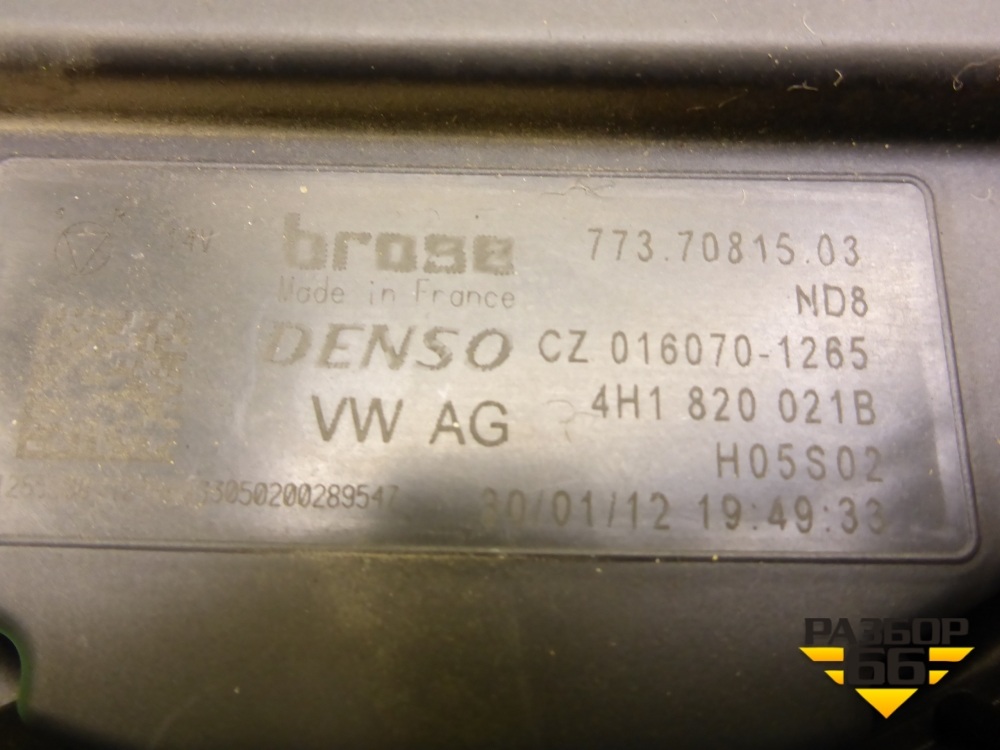 brose 773.70815.03
Made in France ND8
DENSO CZ 016070-1265
VW AG 4H1 820 021B
H05S02
30/01/12 19:49:33
РАЗБОР
66